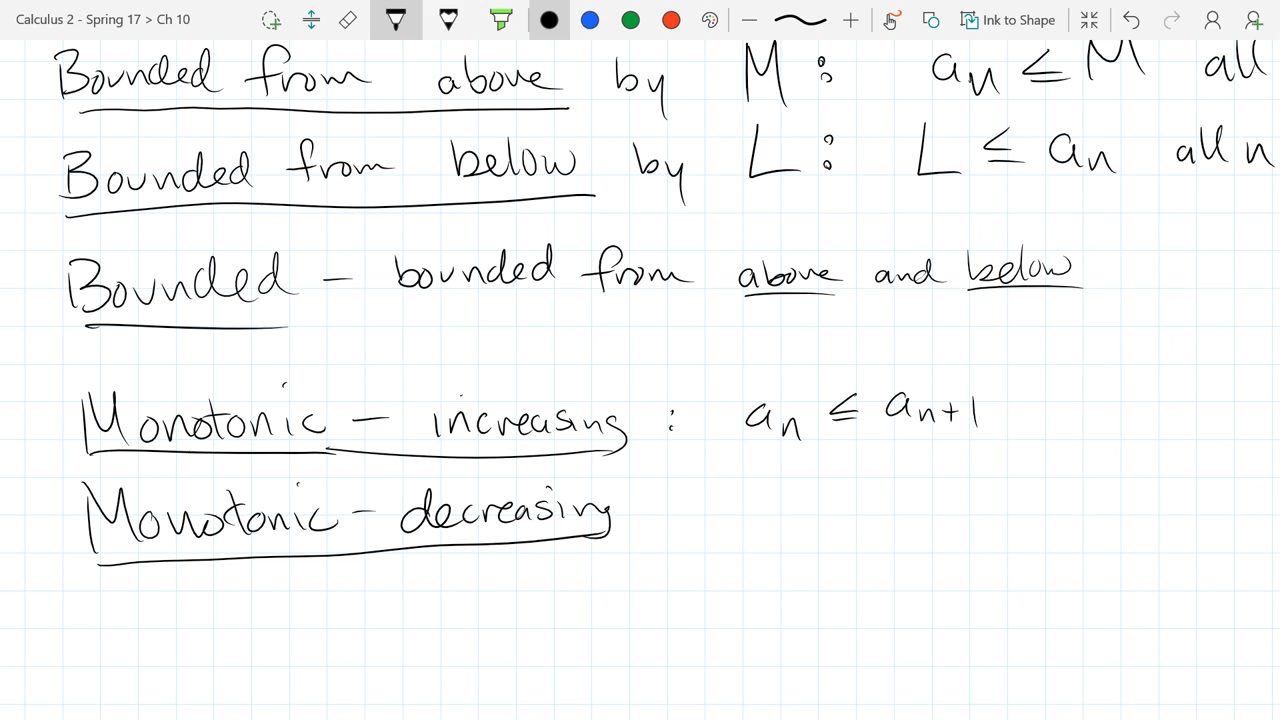 Calculus 2 - Spring 17 > Ch 10
Ink to Shape
Bounded from above by M : an ≤ M all
Bounded from below by L : L ≤ an all n
Bounded - bounded from above and below
Monotonic - increasing : an ≤ an+1
Monotonic - decreasing